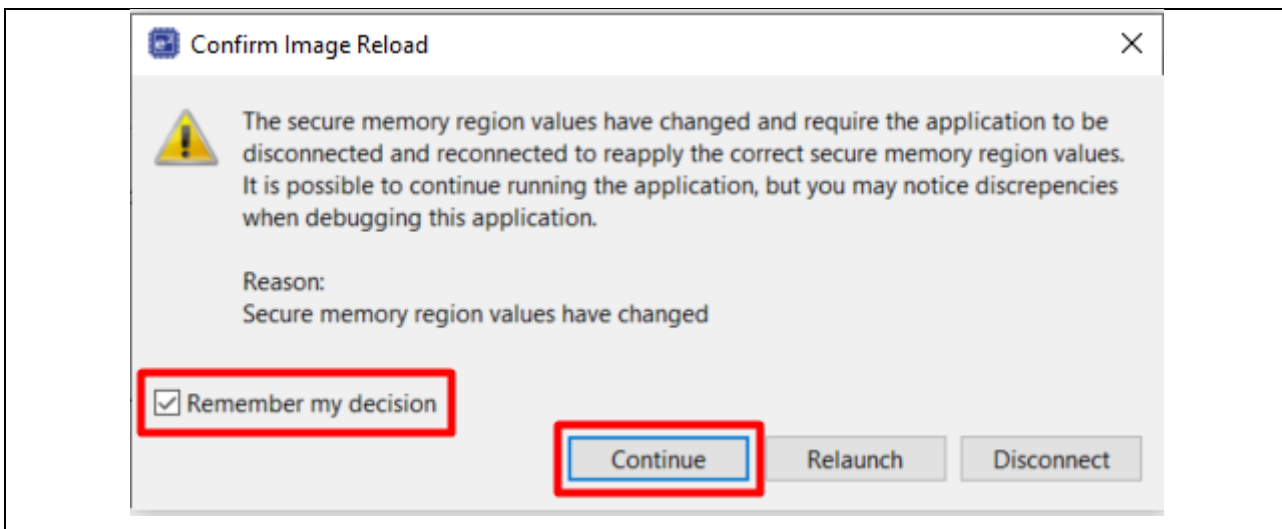 Confirm Image Reload
The secure memory region values have changed and require the application to be
disconnected and reconnected to reapply the correct secure memory region values.
It is possible to continue running the application, but you may notice discrepencies
when debugging this application.
Reason:
Secure memory region values have changed
Remember my decision
Continue Relaunch Disconnect